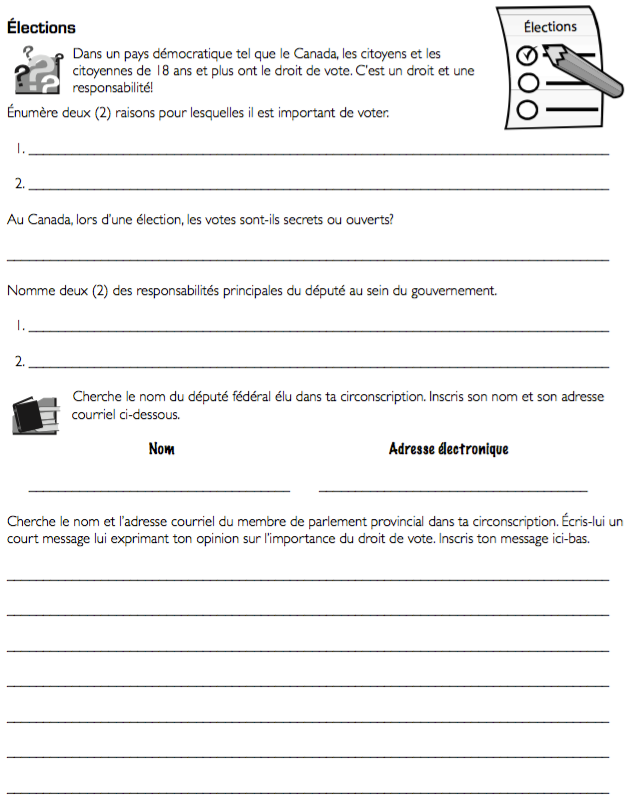 Élections
Élections
Dans un pays démocratique tel que le Canada, les citoyens et les
citoyennes de 18 ans et plus ont le droit de vote. C'est un droit et une
responsabilité!
Énumère deux (2) raisons pour lesquelles il est important de voter.
1.
2.
Au Canada, lors d'une élection, les votes sont-ils secrets ou ouverts?
Nomme deux (2) des responsabilités principales du député au sein du gouvernement.
1.
2.
Cherche le nom du député fédéral élu dans ta circonscription. Inscris son nom et son adresse
courriel ci-dessous.
Nom Adresse électronique
Cherche le nom et l'adresse courriel du membre de parlement provincial dans ta circonscription. Écris-lui un
court message lui exprimant ton opinion sur l'importance du droit de vote. Inscris ton message ici-bas.